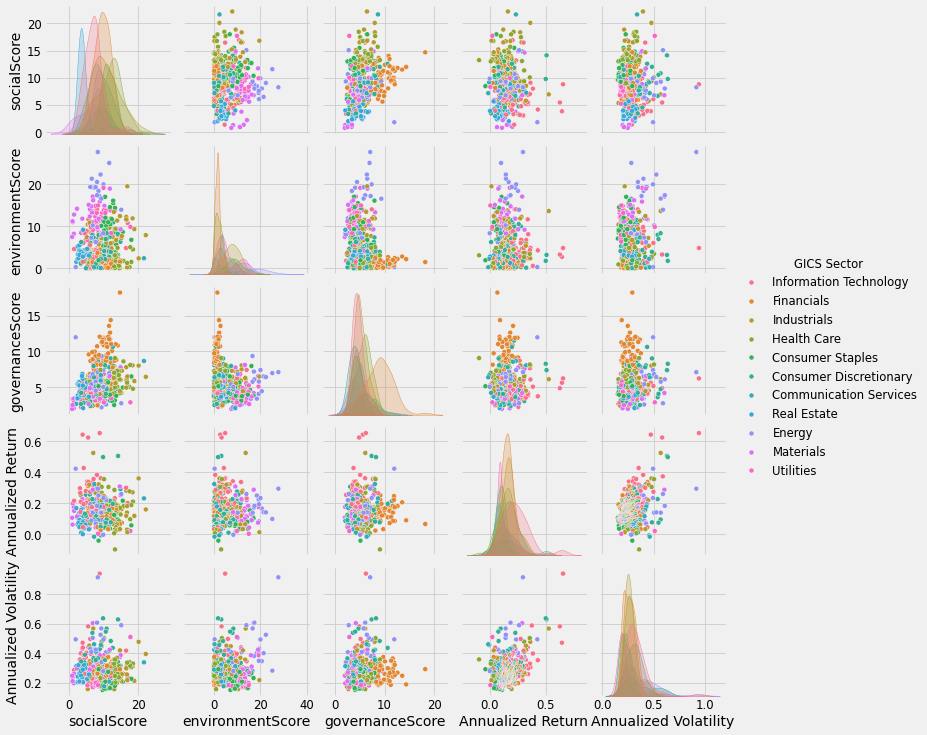 socialScore
20
15
10
5
0
environmentScore
20
10
0
governanceScore
15
10
5
Annualized Return
0.6
0.4
0.2
0.0
Annualized Volatility
0.8
0.6
0.4
0.2
0 20
socialScore
0 20 40
environmentScore
0 10 20
governanceScore
0.0 0.5
Annualized Return
0.0 0.5 1.0
Annualized Volatility
GICS Sector
Information Technology
Financials
Industrials
Health Care
Consumer Staples
Consumer Discretionary
Communication Services
Real Estate
Energy
Materials
Utilities